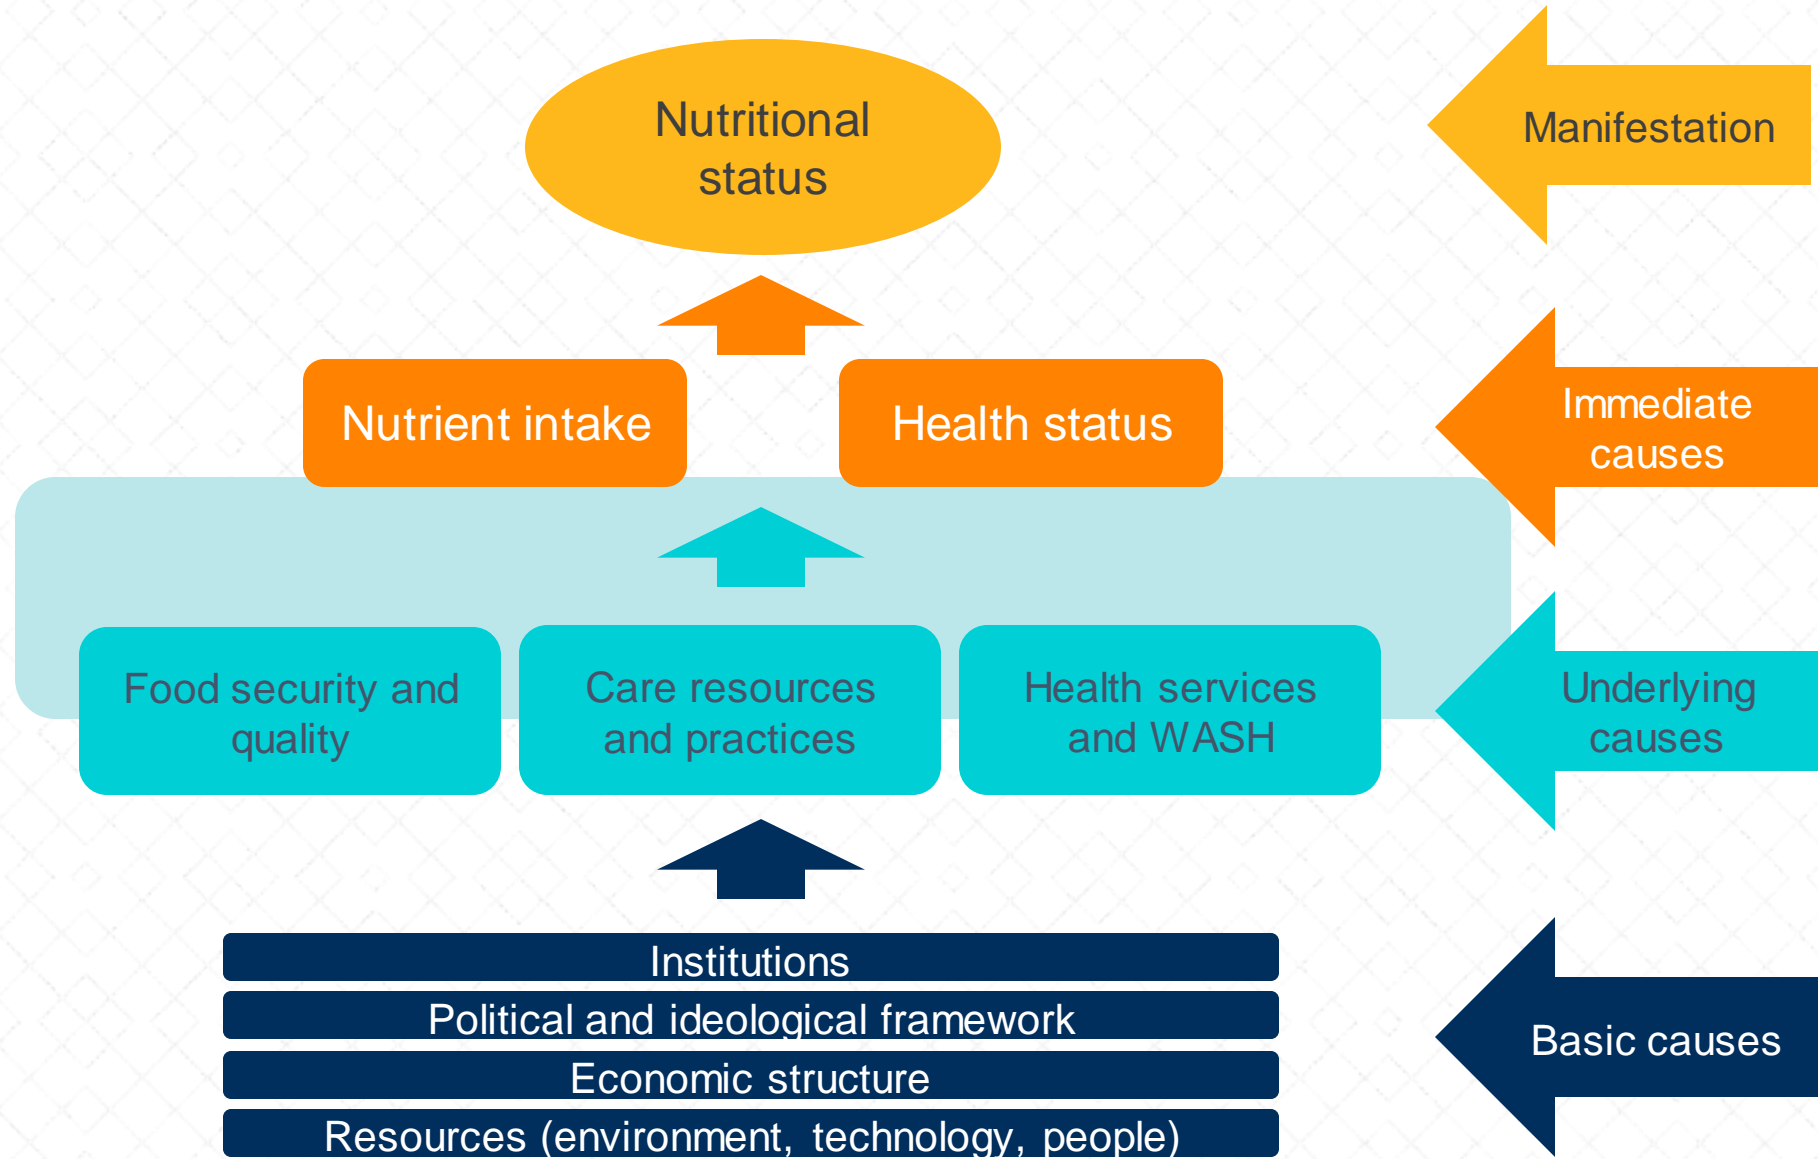 Nutritional
status
Manifestation
Nutrient intake
Health status
Immediate
causes
Food security and
quality
Care resources
and practices
Health services
and WASH
Underlying
causes
Institutions
Political and ideological framework
Economic structure
Resources (environment, technology, people)
Basic causes